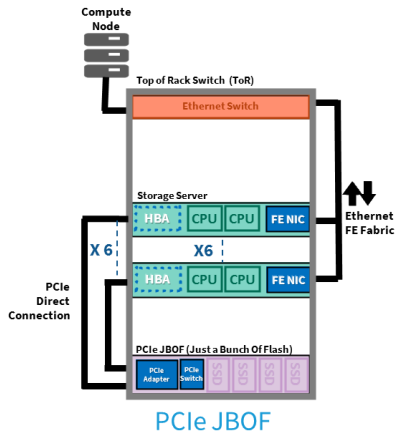 Compute
Node
Top of Rack Switch (ToR)
Ethernet Switch
Storage Server
HBA
CPU
CPU
FE NIC
Ethernet
FE Fabric
X 6
X6
HBA
CPU
CPU
FE NIC
PCIe
Direct
Connection
PCIe JBOF (Just a Bunch Of Flash)
PCIe
Adapter
PCIe
Switch
SSD
SSD
SSD
SSD
PCIe JBOF